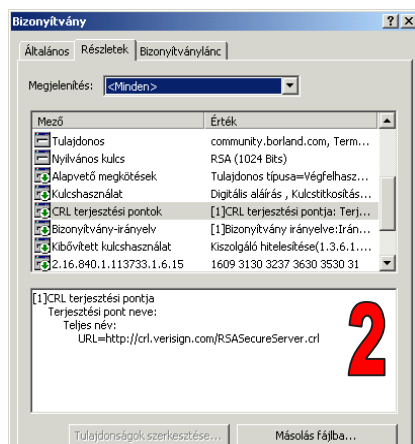 Bizonyítvány
Általános Részletek Bizonyítványlánc
Megjelenítés: <Minden>
Mező Érték
Tulajdonos community.borland.com, Term...
Nyilvános kulcs RSA (1024 Bits)
Alapvető megkötések Tulajdonos típusa=Végfelhasz...
Kulcshasználat Digitális aláírás , Kulcstitkosítás...
CRL terjesztési pontok [1]CRL terjesztési pontja: Terj...
Bizonyítvány-irányelv [1]Bizonyítvány irányelve:Irán...
Kibővített kulcshasználat Kiszolgáló hitelesítése(1.3.6.1....
2.16.840.1.113733.1.6.15 1609 3130 3237 3630 3530 31
[1]CRL terjesztési pontja
Terjesztési pont neve:
Teljes név:
URL=http://crl.verisign.com/RSASecureServer.crl
2
Tulajdonságok szerkesztése... Másolás fájlba...